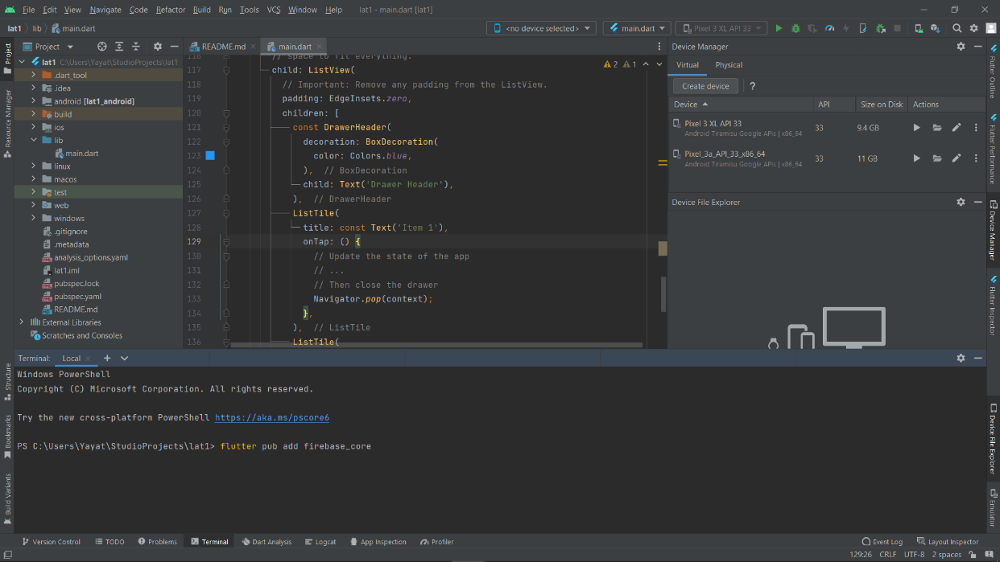 File Edit View Navigate Code Refactor Build Run Tools VCS Window Help lat1 - main.dart [lat1]
lat1 lib main.dart <no device selected> main.dart Pixel 3 XL API 33
Project
README.md main.dart
Device Manager
lat1 C:\Users\Yayat\StudioProjects\lat1
.dart_tool
.idea
android [lat1_android]
build
ios
lib
main.dart
linux
macos
test
web
windows
.gitignore
.metadata
analysis_options.yaml
lat1.iml
pubspec.lock
pubspec.yaml
README.md
External Libraries
Scratches and Consoles
2 1
116 // space to fit everything.
117 child: ListView(
118 // Important: Remove any padding from the ListView.
119 padding: EdgeInsets.zero,
120 children: [
121 const DrawerHeader(
122 decoration: BoxDecoration(
123 color: Colors.blue,
124 ), // BoxDecoration
125 child: Text('Drawer Header'),
126 ), // DrawerHeader
127 ListTile(
128 title: const Text('Item 1'),
129 onTap: () {
130 // Update the state of the app
131 // ...
132 // Then close the drawer
133 Navigator.pop(context);
134 },
135 ), // ListTile
136 ListTile(
Virtual Physical
Create device ?
Device API Size on Disk Actions
Pixel 3 XL API 33 33 9.4 GB
Android Tiramisu Google APIs | x86_64
Pixel_3a_API_33_x86_64 33 11 GB
Android Tiramisu Google APIs | x86_64
Device File Explorer
Project
Resource Manager
Structure
Bookmarks
Build Variants
Flutter Outline
Flutter Performance
Device Manager
Flutter Inspector
Device File Explorer
Emulator
Terminal: Local
Windows PowerShell
Copyright (C) Microsoft Corporation. All rights reserved.
Try the new cross-platform PowerShell https://aka.ms/pscore6
PS C:\Users\Yayat\StudioProjects\lat1> flutter pub add firebase_core
Version Control TODO Problems Terminal Dart Analysis Logcat App Inspection Profiler Event Log Layout Inspector
129:26 CRLF UTF-8 2 spaces